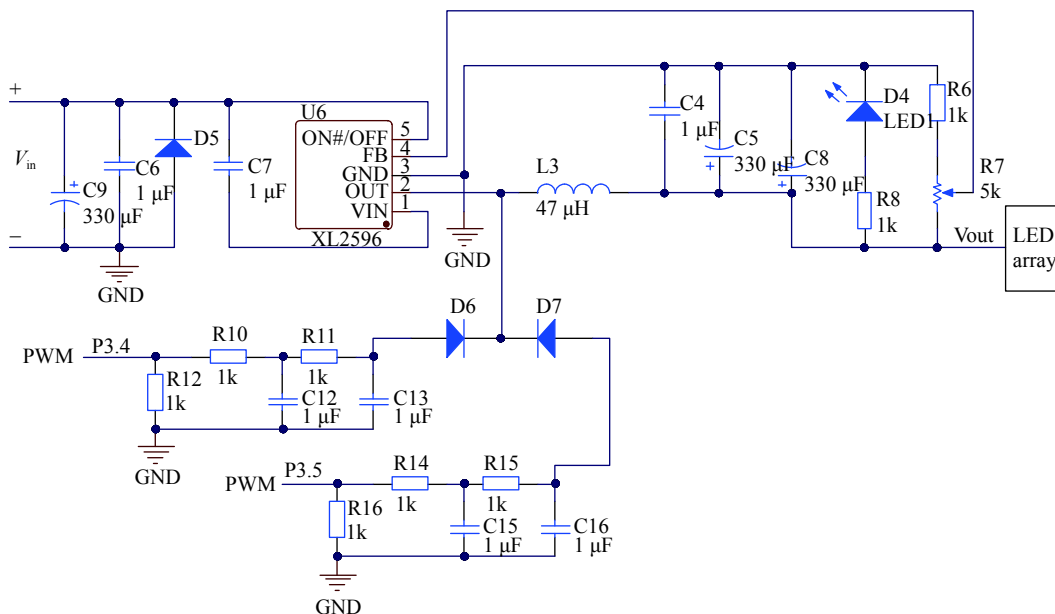 +
V in
−
C9
330 μF
+
C6
1 μF
D5
C7
1 μF
GND
U6
ON#/OFF 5
FB 4
GND 3
OUT 2
VIN 1
XL2596
GND
L3
47 μH
C4
1 μF
C5
330 μF
+
C8
330 μF
+
D4
LED1
R8
1k
R6
1k
R7
5k
Vout
LED
array
D6
D7
PWM P3.4
R10
1k
R11
1k
R12
1k
C12
1 μF
C13
1 μF
GND
PWM P3.5
R14
1k
R15
1k
R16
1k
C15
1 μF
C16
1 μF
GND